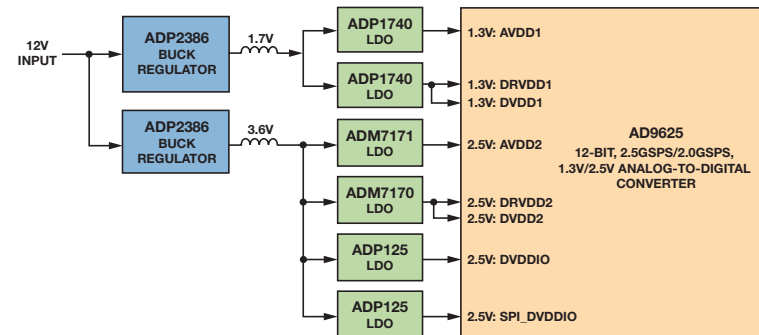 12V
INPUT
ADP2386
BUCK
REGULATOR
1.7V
ADP1740
LDO
1.3V: AVDD1
ADP1740
LDO
1.3V: DRVDD1
1.3V: DVDD1
ADP2386
BUCK
REGULATOR
3.6V
ADM7171
LDO
2.5V: AVDD2
ADM7170
LDO
2.5V: DRVDD2
2.5V: DVDD2
ADP125
LDO
2.5V: DVDDIO
ADP125
LDO
2.5V: SPI_DVDDIO
AD9625
12-BIT, 2.5GSPS/2.0GSPS,
1.3V/2.5V ANALOG-TO-DIGITAL
CONVERTER